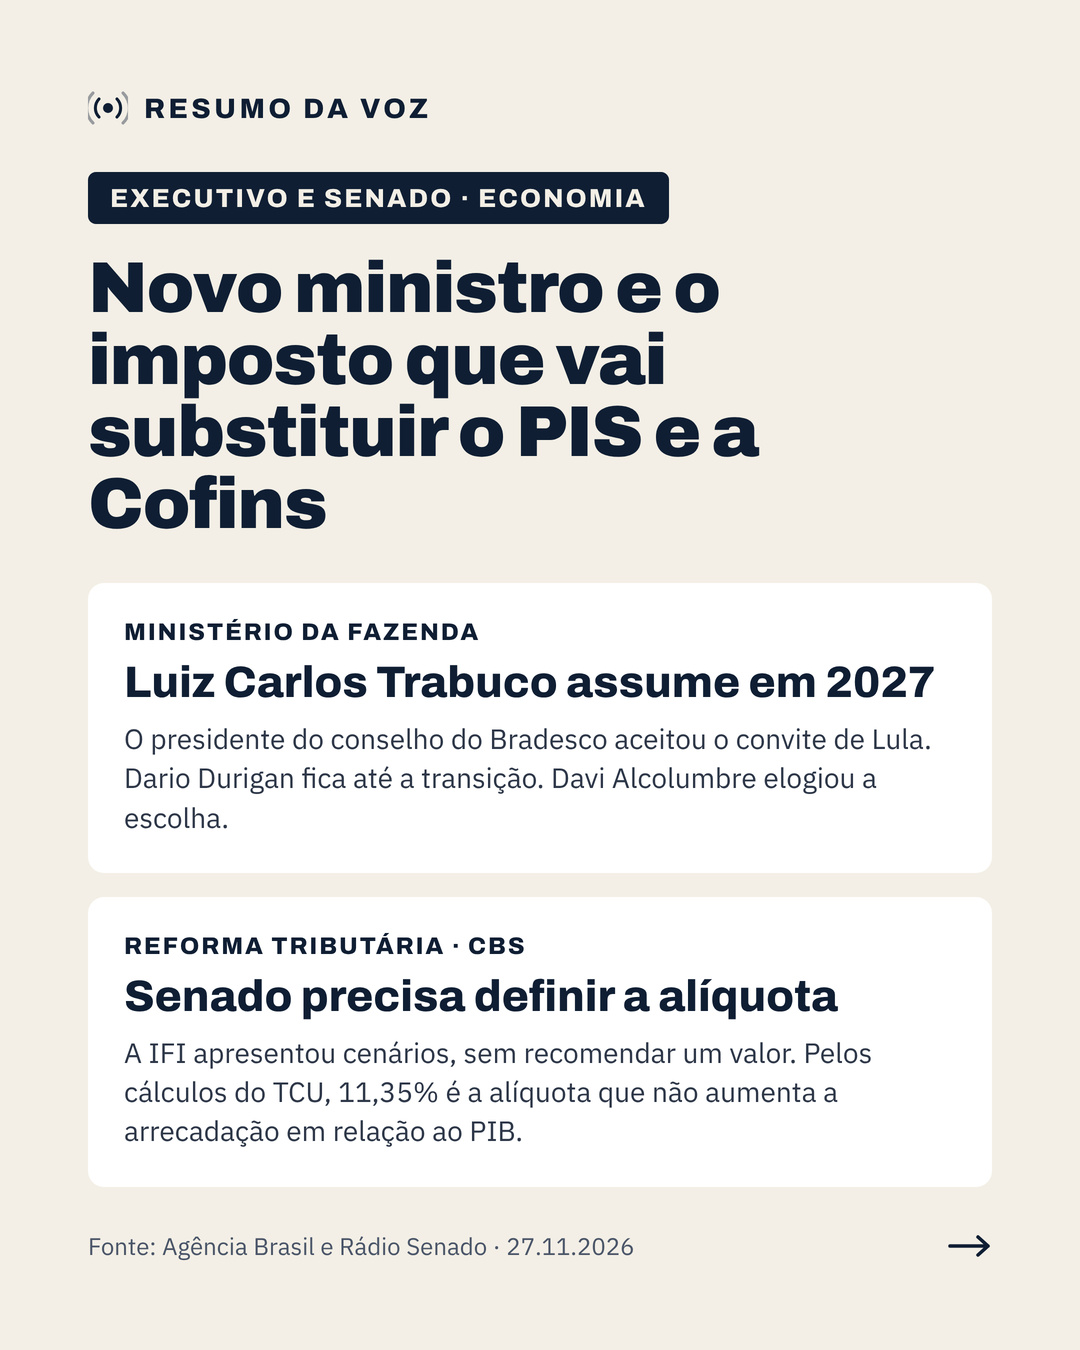 RESUMO DA VOZ
EXECUTIVO E SENADO · ECONOMIA
Novo ministro e o
imposto que vai
substituir o PIS e a
Cofins
MINISTÉRIO DA FAZENDA
Luiz Carlos Trabuco assume em 2027
O presidente do conselho do Bradesco aceitou o convite de Lula.
Dario Durigan fica até a transição. Davi Alcolumbre elogiou a
escolha.
REFORMA TRIBUTÁRIA · CBS
Senado precisa definir a alíquota
A IFI apresentou cenários, sem recomendar um valor. Pelos
cálculos do TCU, 11,35% é a alíquota que não aumenta a
arrecadação em relação ao PIB.
Fonte: Agência Brasil e Rádio Senado · 27.11.2026